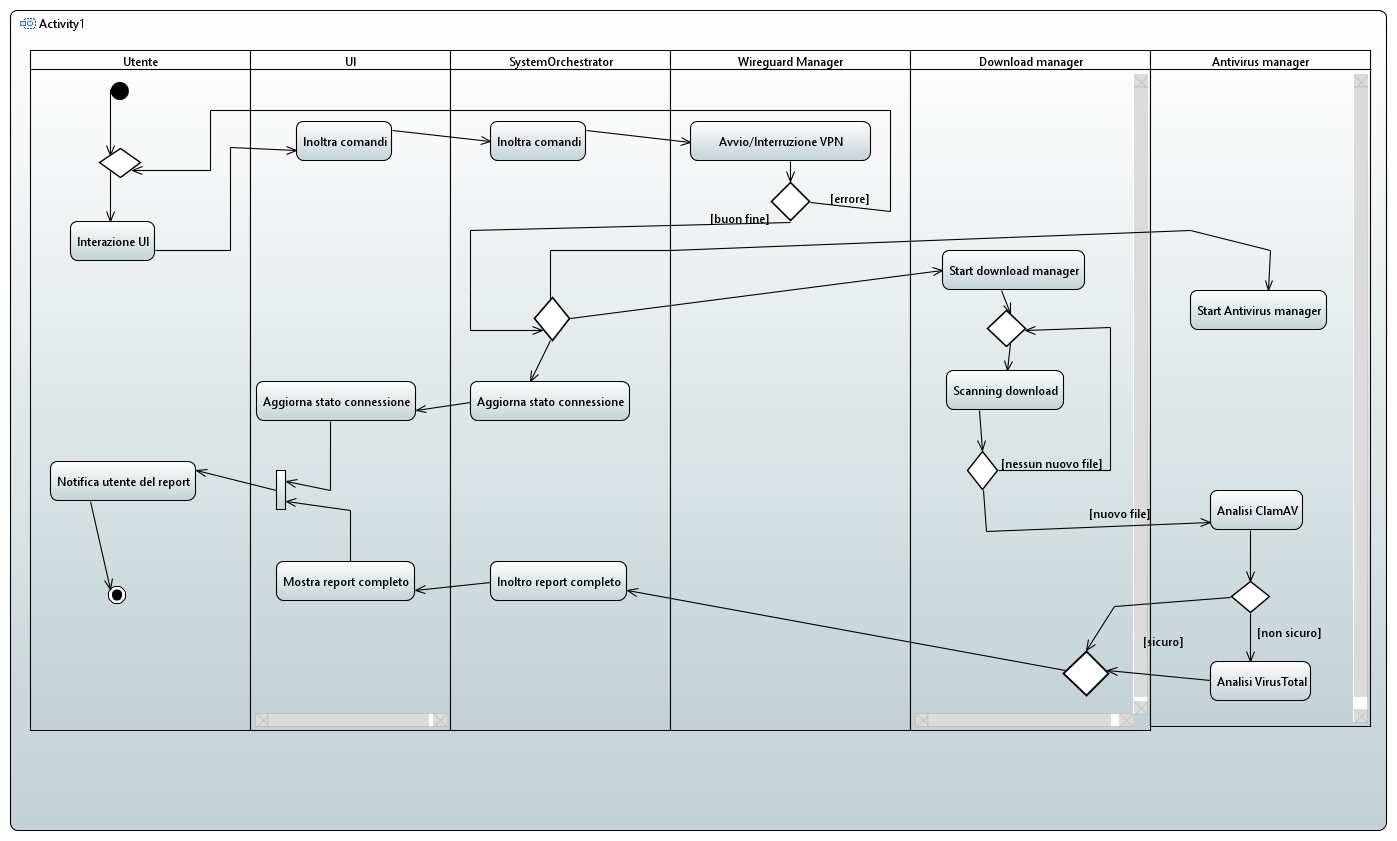 Activity1
Utente
UI
SystemOrchestrator
Wireguard Manager
Download manager
Antivirus manager
Inoltra comandi
Inoltra comandi
Avvio/Interruzione VPN
[errore]
[buon fine]
Interazione UI
Start download manager
Start Antivirus manager
Scanning download
Aggiorna stato connessione
Aggiorna stato connessione
[nessun nuovo file]
Notifica utente del report
[nuovo file]
Analisi ClamAV
Mostra report completo
Inoltro report completo
[sicuro]
[non sicuro]
Analisi VirusTotal